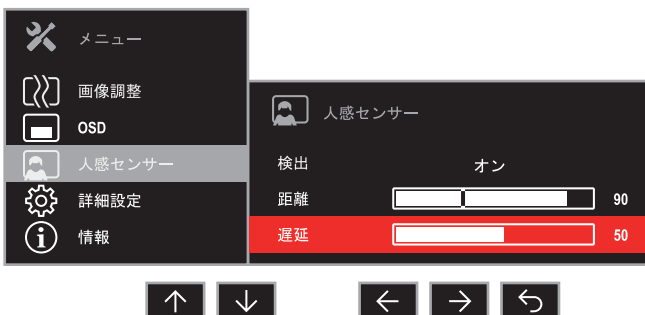 メニュー
画像調整
OSD
人感センサー
詳細設定
情報
人感センサー
検出 オン
距離 90
遅延 50